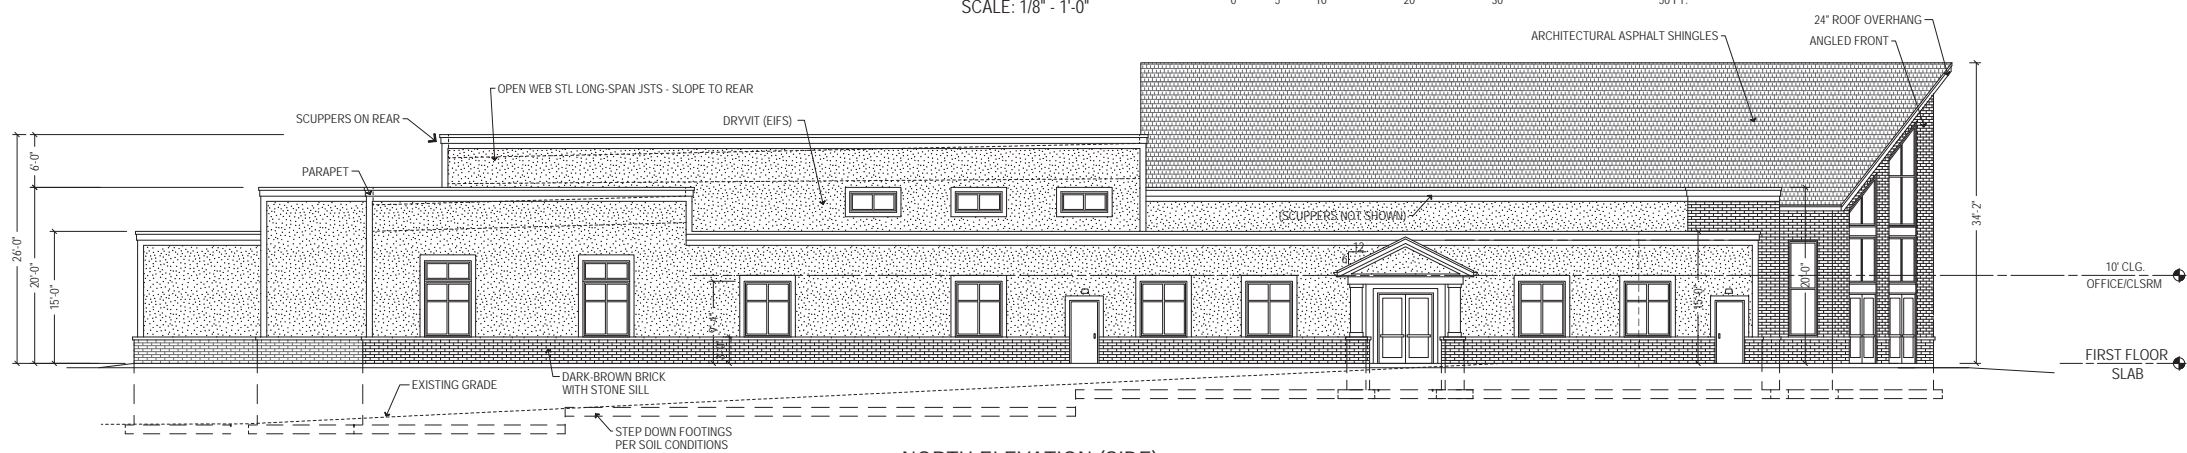 SCALE: 1/8" - 1'-0"
0 5 10 20 30 50 FT.
24" ROOF OVERHANG
ARCHITECTURAL ASPHALT SHINGLES
ANGLED FRONT
OPEN WEB STL LONG-SPAN JSTS - SLOPE TO REAR
SCUPPERS ON REAR
DRYVIT (EIFS)
PARAPET
(SCUPPERS NOT SHOWN)
26'-0"
6'-0"
20'-0"
15'-0"
12
6
15'-0"
20'-0"
34'-2"
10' CLG.
OFFICE/CLSRM
9'-4"
3'-0"
FIRST FLOOR
SLAB
DARK-BROWN BRICK
WITH STONE SILL
EXISTING GRADE
STEP DOWN FOOTINGS
PER SOIL CONDITIONS
NORTH ELEVATION (SIDE)